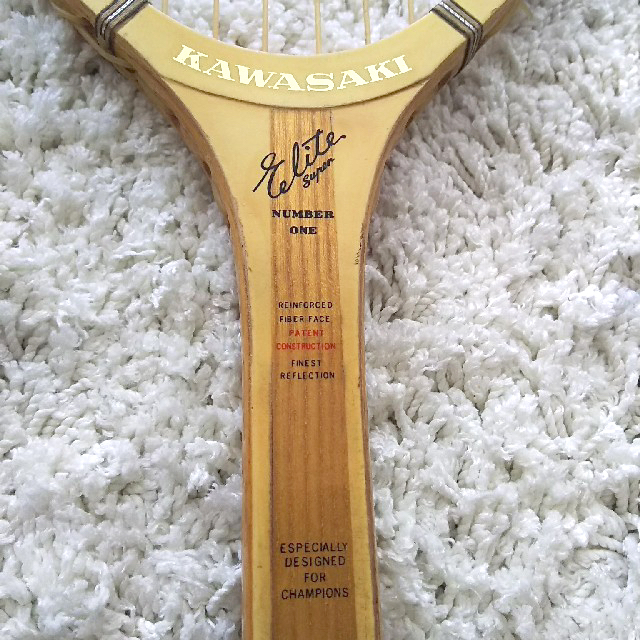 KAWASAKI
Elite
Super
NUMBER
ONE
REINFORCED
FIBER FACE
PATENT
CONSTRUCTION
FINEST
REFLECTION
ESPECIALLY
DESIGNED
FOR
CHAMPIONS